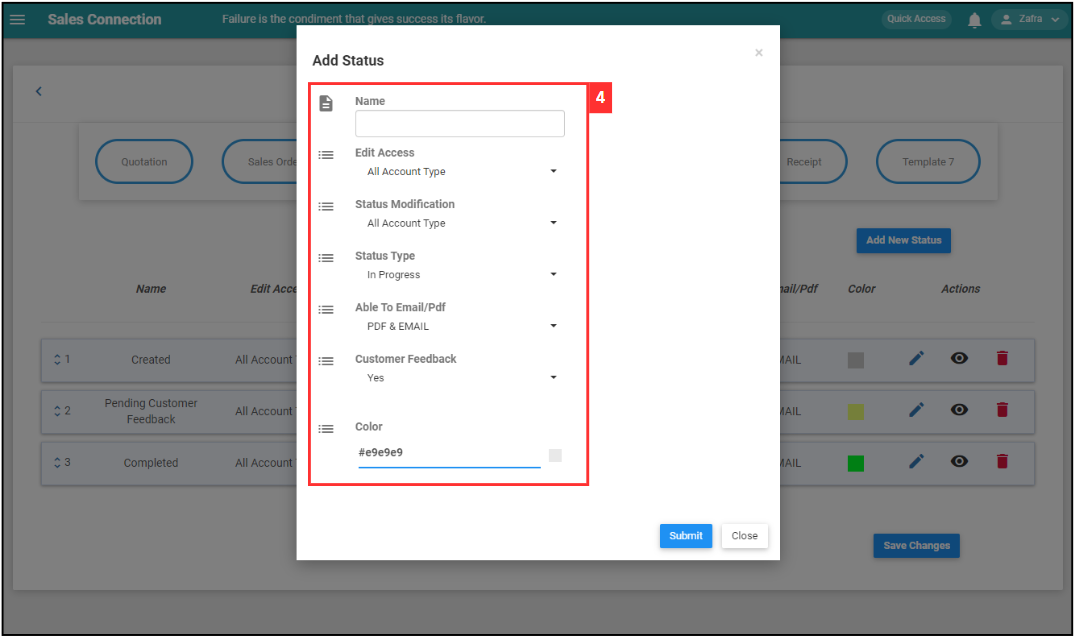 Sales Connection
Failure is the condiment that gives success its flavor.
Quick Access
Zafra
Add Status
×
4
Name
Edit Access
All Account Type
Status Modification
All Account Type
Status Type
In Progress
Able To Email/Pdf
PDF & EMAIL
Customer Feedback
Yes
Color
#e9e9e9
Submit
Close
Quotation
Sales Orde
Receipt
Template 7
Add New Status
Name
Edit Acce
ail/Pdf
Color
Actions
1
Created
All Account
AIL
2
Pending Customer
Feedback
All Account
AIL
3
Completed
All Account
AIL
Save Changes